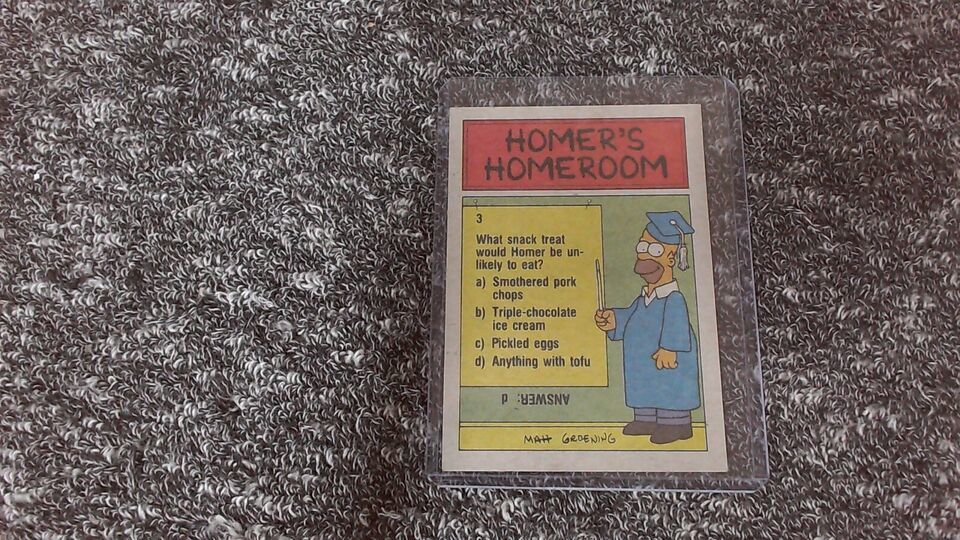 HOMER'S
HOMEROOM
3
What snack treat
would Homer be un-
likely to eat?
a) Smothered pork
chops
b) Triple-chocolate
ice cream
c) Pickled eggs
d) Anything with tofu
ANSWER: d
MATT GROENING